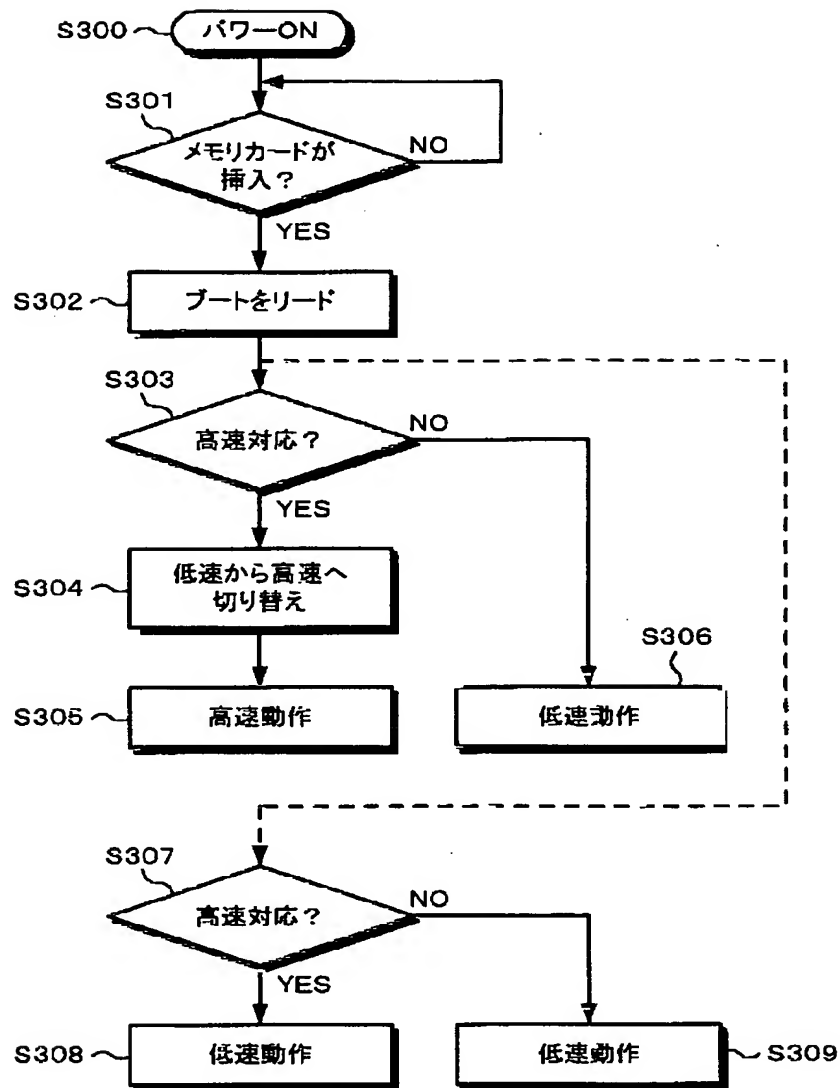 S300
パワーON
S301
メモリカードが
挿入？
NO
YES
S302
ブートをリード
S303
高速対応？
NO
YES
S304
低速から高速へ
切り替え
S306
S305
高速動作
低速動作
S307
高速対応？
NO
YES
S308
低速動作
低速動作
S309